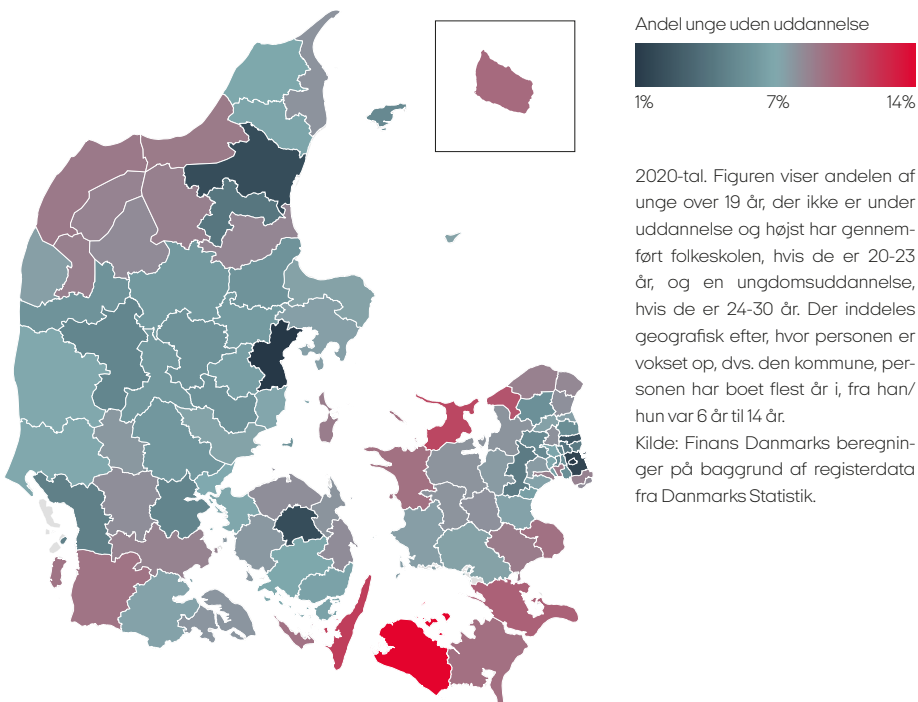 Andel unge uden uddannelse
1% 7% 14%
2020-tal. Figuren viser andelen af
unge over 19 år, der ikke er under
uddannelse og højst har gennem-
ført folkeskolen, hvis de er 20-23
år, og en ungdomsuddannelse,
hvis de er 24-30 år. Der inddeles
geografisk efter, hvor personen er
vokset op, dvs. den kommune, per-
sonen har boet flest år i, fra han/
hun var 6 år til 14 år.
Kilde: Finans Danmarks beregnin-
ger på baggrund af registerdata
fra Danmarks Statistik.